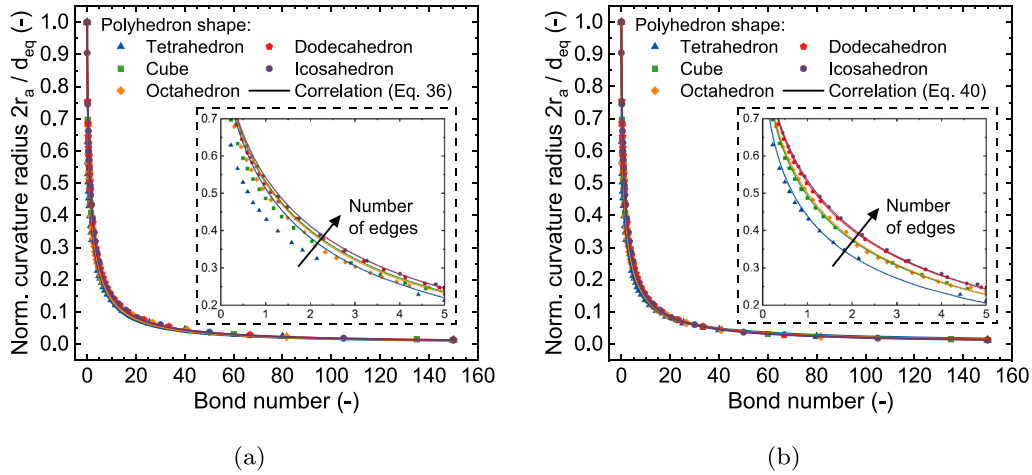 Norm. curvature radius 2r_a / d_eq (-)
1.0
0.9
0.8
0.7
0.6
0.5
0.4
0.3
0.2
0.1
0.0
Polyhedron shape:
Tetrahedron
Dodecahedron
Cube
Icosahedron
Octahedron
Correlation (Eq. 36)
0.7
0.6
0.5
0.4
0.3
0.2
0 1 2 3 4 5
Number
of edges
0 20 40 60 80 100 120 140 160
Bond number (-)
(a)
Norm. curvature radius 2r_a / d_eq (-)
1.0
0.9
0.8
0.7
0.6
0.5
0.4
0.3
0.2
0.1
0.0
Polyhedron shape:
Tetrahedron
Dodecahedron
Cube
Icosahedron
Octahedron
Correlation (Eq. 40)
0.7
0.6
0.5
0.4
0.3
0.2
0 1 2 3 4 5
Number
of edges
0 20 40 60 80 100 120 140 160
Bond number (-)
(b)